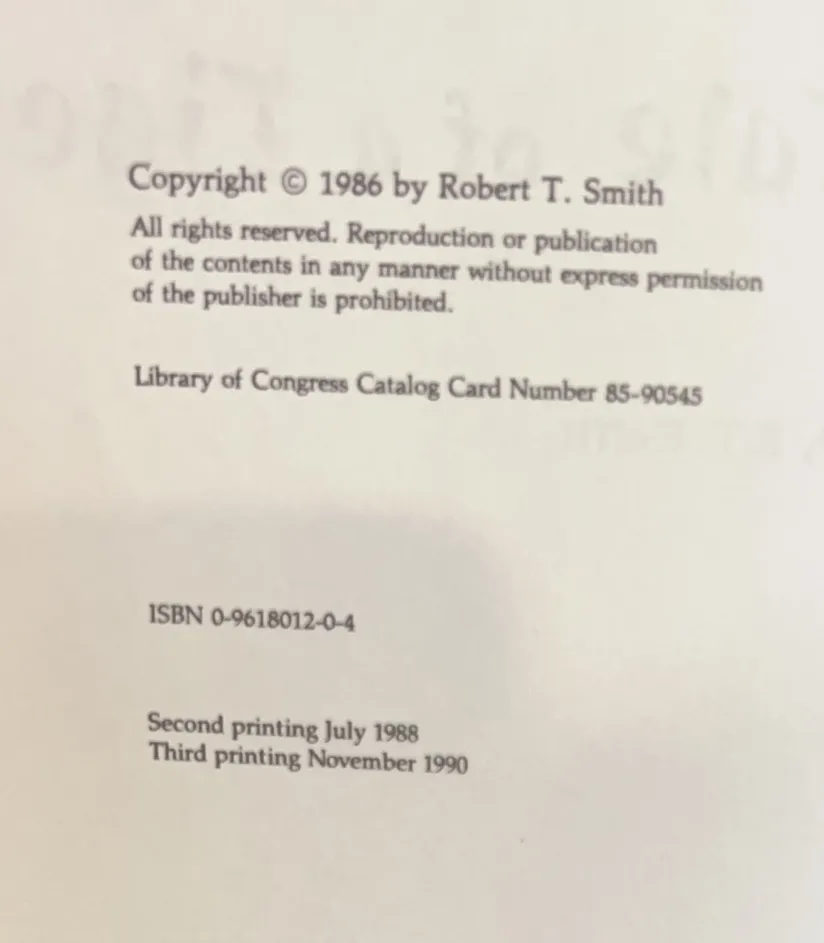 Copyright © 1986 by Robert T. Smith
All rights reserved. Reproduction or publication
of the contents in any manner without express permission
of the publisher is prohibited.
Library of Congress Catalog Card Number 85-90545
ISBN 0-9618012-0-4
Second printing July 1988
Third printing November 1990